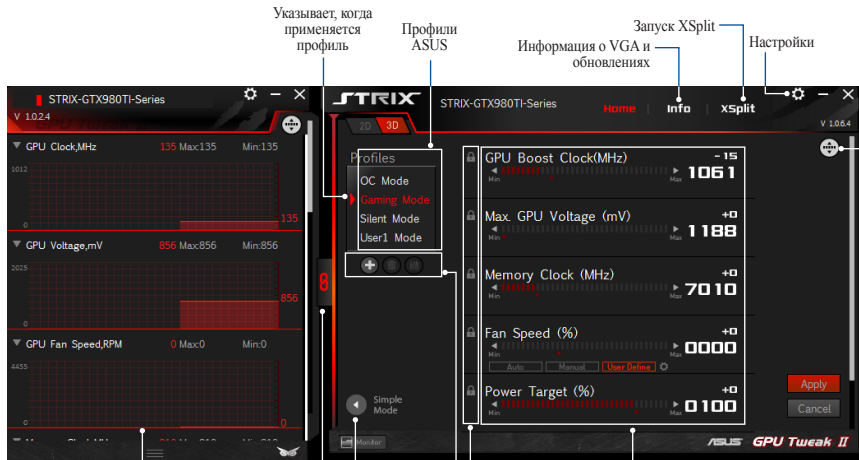 Указывает, когда
применяется
профиль
Профили
ASUS
Информация о VGA и
обновлениях
Запуск XSplit
Настройки
STRIX-GTX980TI-Series
V 1.0.2.4
GPU Clock,MHz 135 Max:135 Min:135
1012
135
0
GPU Voltage,mV 856 Max:856 Min:856
2025
856
0
GPU Fan Speed,RPM 0 Max:0 Min:0
4455
0
0
STRIX
STRIX-GTX980TI-Series
Home | Info | XSplit
V 1.0.6.4
2D 3D
Profiles
OC Mode
Gaming Mode
Silent Mode
User1 Mode
0
Simple
Mode
Monitor
GPU Boost Clock(MHz) -15
Min Max 1061
Max. GPU Voltage (mV) +0
Min Max 1188
Memory Clock (MHz) +0
Min Max 7010
Fan Speed (%) +0
Min Max 0000
Auto Manual User Define
Power Target (%) +0
Min Max 0100
Apply
Cancel
ASUS GPU Tweak II